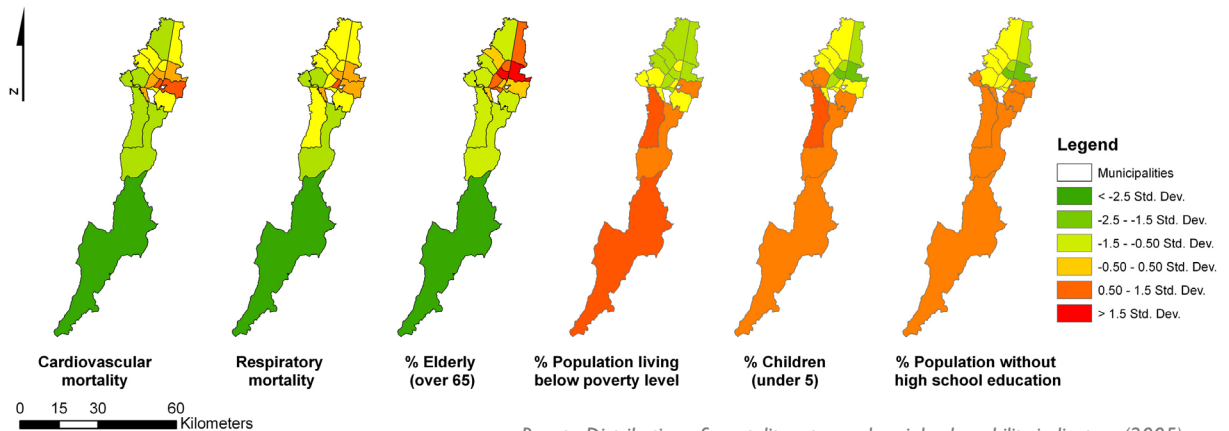 N
Legend
Municipalities
< -2.5 Std. Dev.
-2.5 - -1.5 Std. Dev.
-1.5 - -0.50 Std. Dev.
-0.50 - 0.50 Std. Dev.
0.50 - 1.5 Std. Dev.
> 1.5 Std. Dev.
Cardiovascular
mortality
Respiratory
mortality
% Elderly
(over 65)
% Population living
below poverty level
% Children
(under 5)
% Population without
high school education
0 15 30 60
Kilometers
(2005)